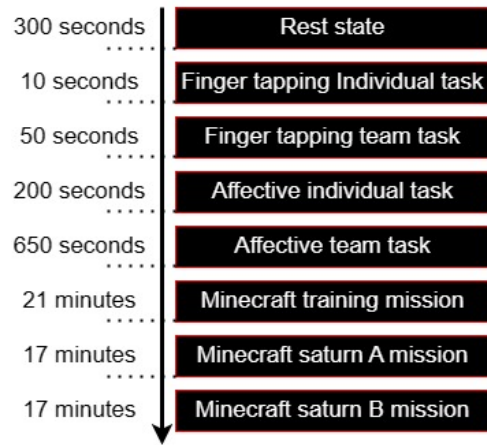 300 seconds Rest state
10 seconds Finger tapping Individual task
50 seconds Finger tapping team task
200 seconds Affective individual task
650 seconds Affective team task
21 minutes Minecraft training mission
17 minutes Minecraft saturn A mission
17 minutes Minecraft saturn B mission